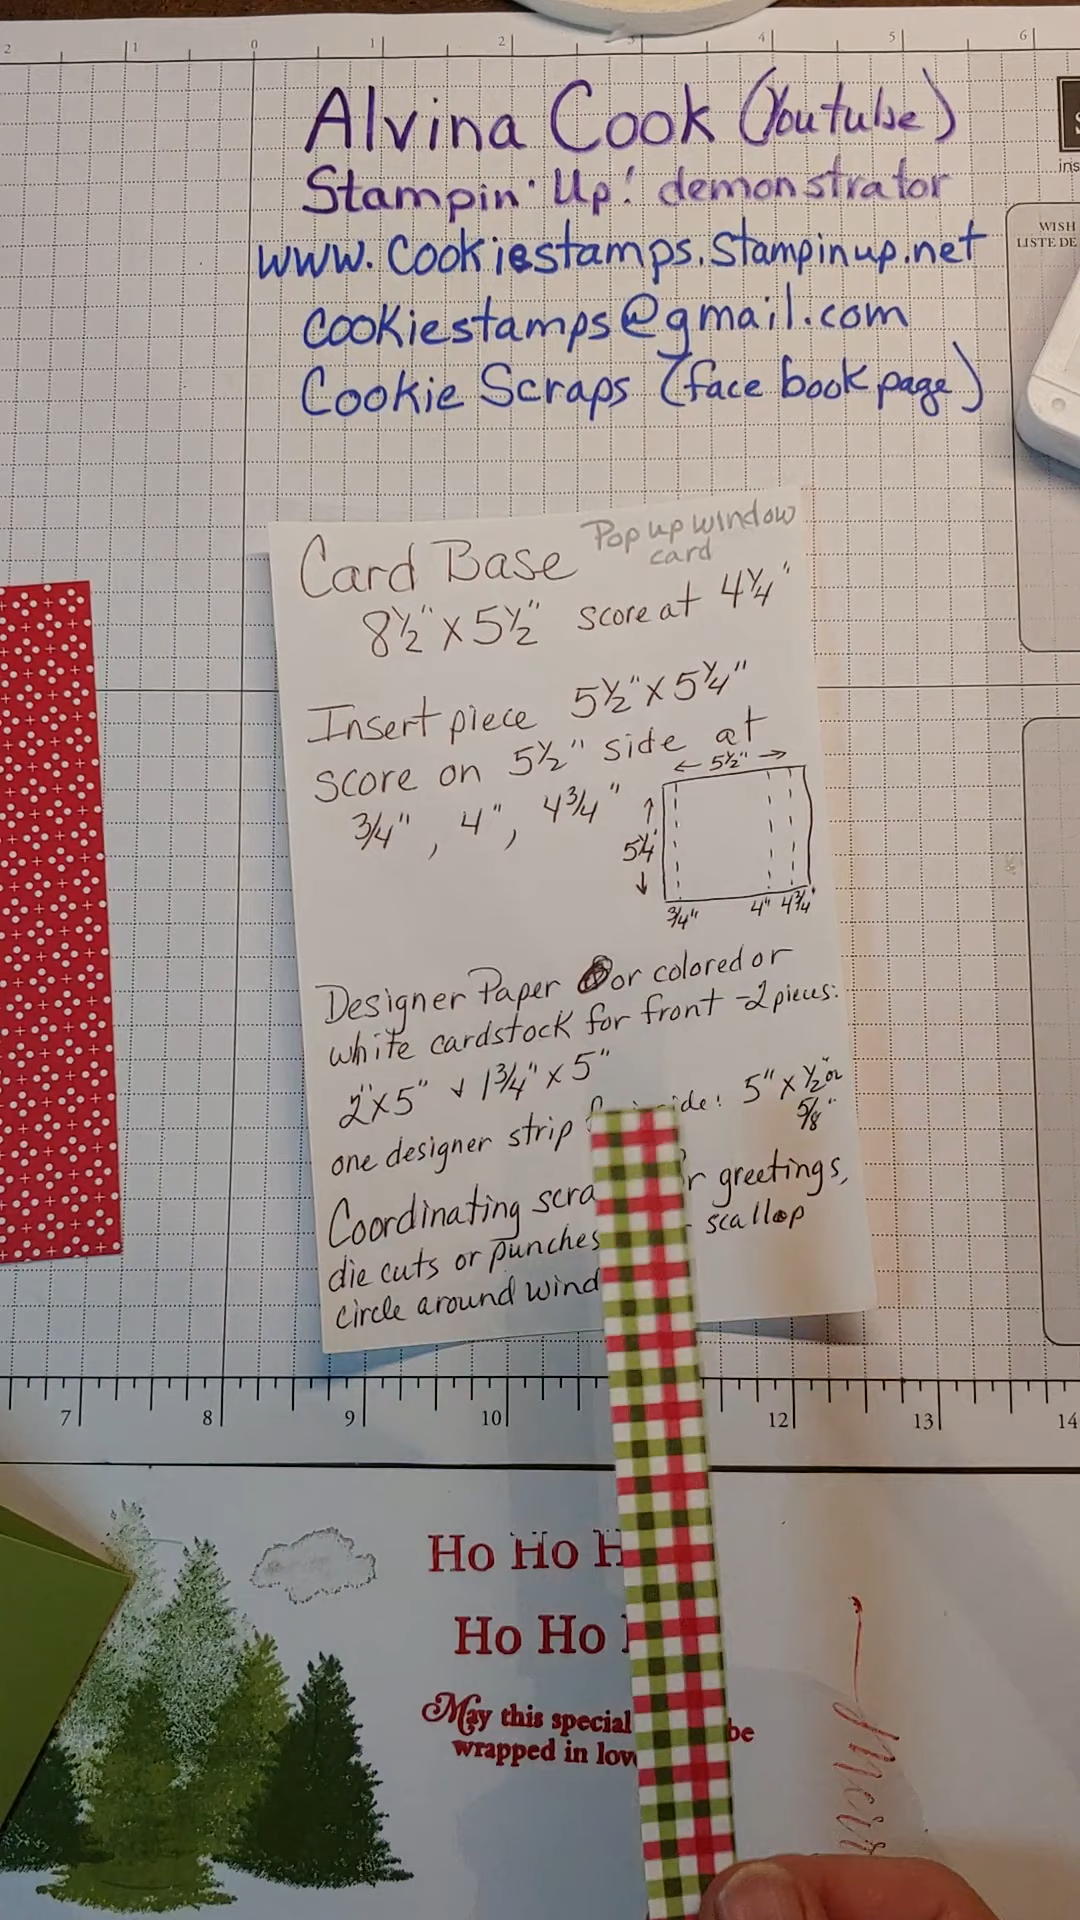 2 1 0 1 2 3 4 5 6
Alvina Cook (Youtube)
Stampin' Up! demonstrator
www.Cookiestamps.stampinup.net
cookiestamps@gmail.com
Cookie Scraps (face book page)
WISH
LISTE DE
Pop up window
card
Card Base
8½" x 5½" score at 4¼"
Insert piece 5½" x 5¼"
score on 5½" side at
¾", 4", 4¾"
← 5½" →
5¼"
¾" 4" 4¾"
Designer Paper or colored or
white cardstock for front - 2 pieces:
2" x 5" + 1¾" x 5"
one designer strip 5" x ½" or
5/8"
Coordinating greetings,
die cuts or punches scallop
circle around
7 8 9 10 12 13 14
Ho Ho
Ho Ho
May this special be
wrapped in